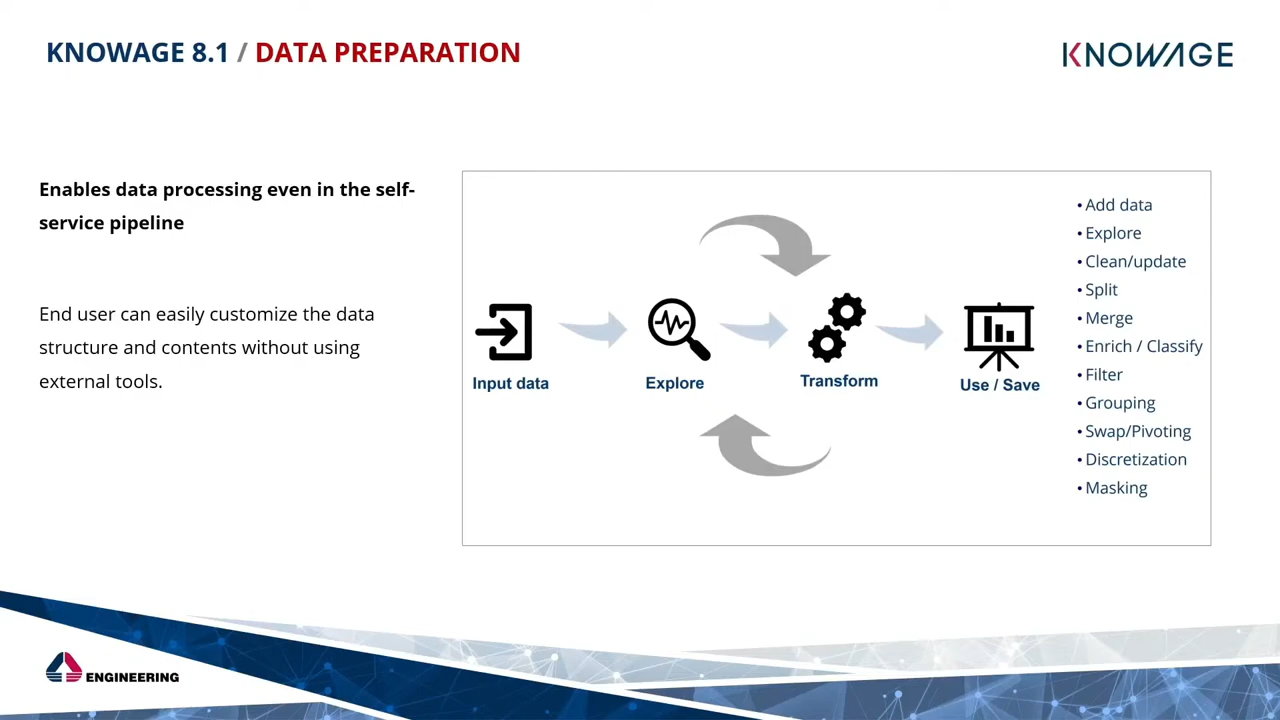 KNOWAGE 8.1 / DATA PREPARATION
KNOWAGE
Enables data processing even in the self-
service pipeline
End user can easily customize the data
structure and contents without using
external tools.
Input data
Explore
Transform
Use / Save
• Add data
• Explore
• Clean/update
• Split
• Merge
• Enrich / Classify
• Filter
• Grouping
• Swap/Pivoting
• Discretization
• Masking
ENGINEERING